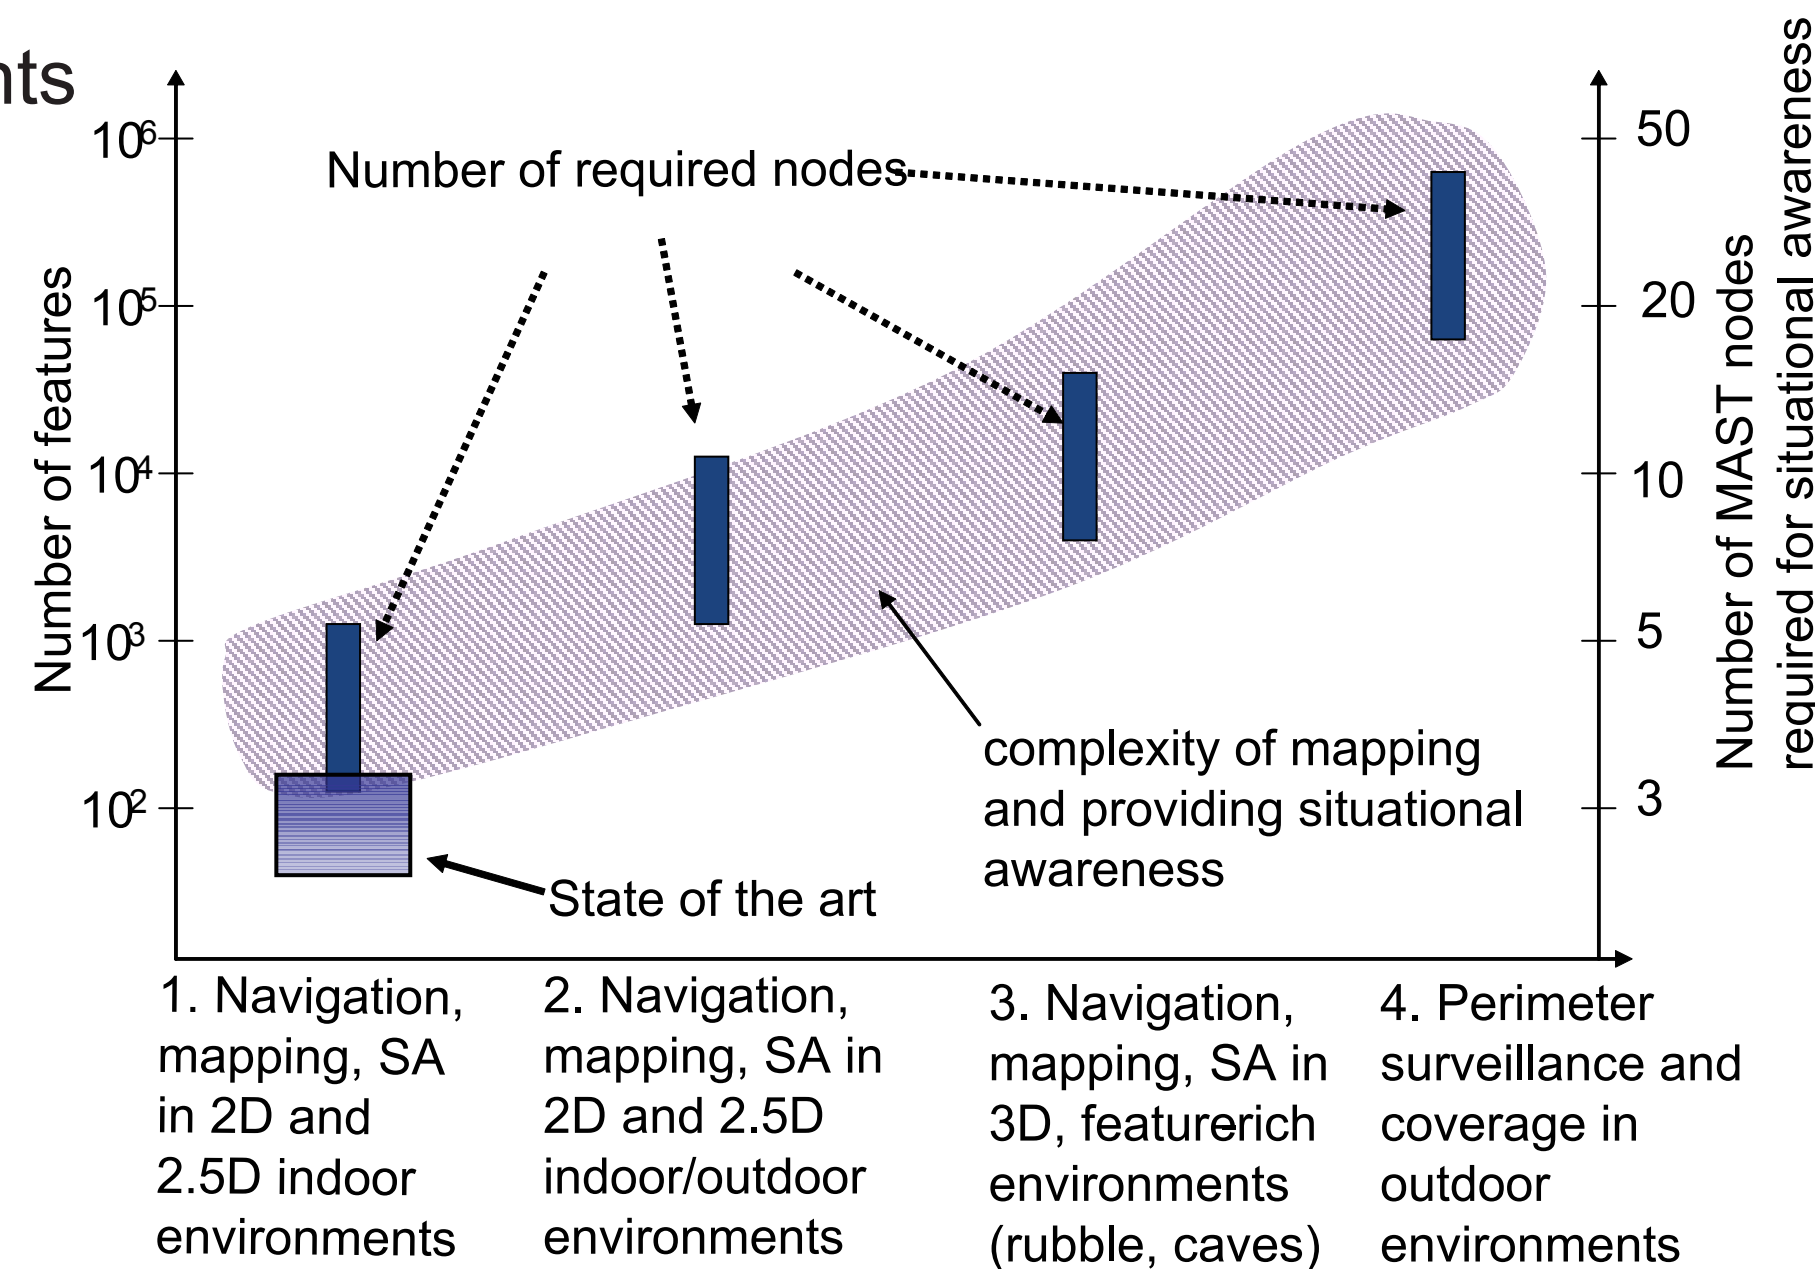 nts
10⁶
10⁵
10⁴
10³
10²
Number of features
Number of required nodes
50
20
10
5
3
Number of MAST nodes
required for situational awareness
complexity of mapping
and providing situational
awareness
State of the art
1. Navigation,
mapping, SA
in 2D and
2.5D indoor
environments
2. Navigation,
mapping, SA in
2D and 2.5D
indoor/outdoor
environments
3. Navigation,
mapping, SA in
3D, feature-rich
environments
(rubble, caves)
4. Perimeter
surveillance and
coverage in
outdoor
environments